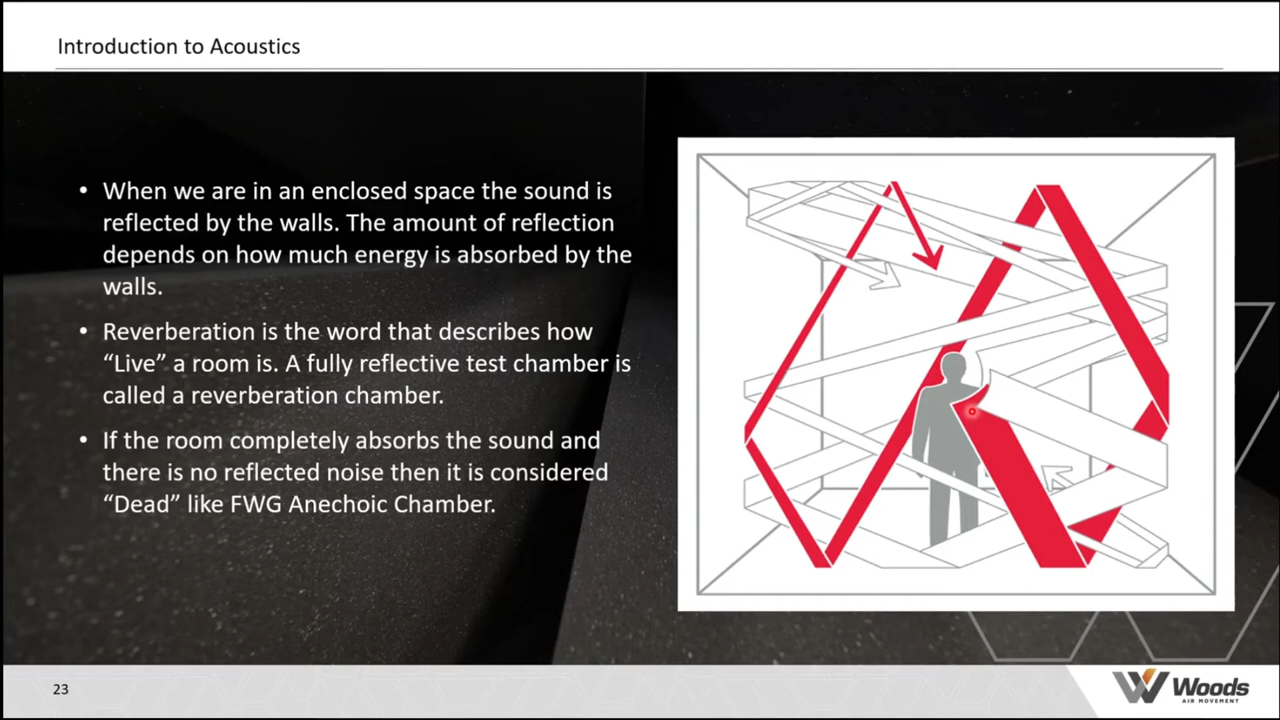 Introduction to Acoustics
• When we are in an enclosed space the sound is
reflected by the walls. The amount of reflection
depends on how much energy is absorbed by the
walls.
• Reverberation is the word that describes how
“Live” a room is. A fully reflective test chamber is
called a reverberation chamber.
• If the room completely absorbs the sound and
there is no reflected noise then it is considered
“Dead” like FWG Anechoic Chamber.
23
Woods
AIR MOVEMENT